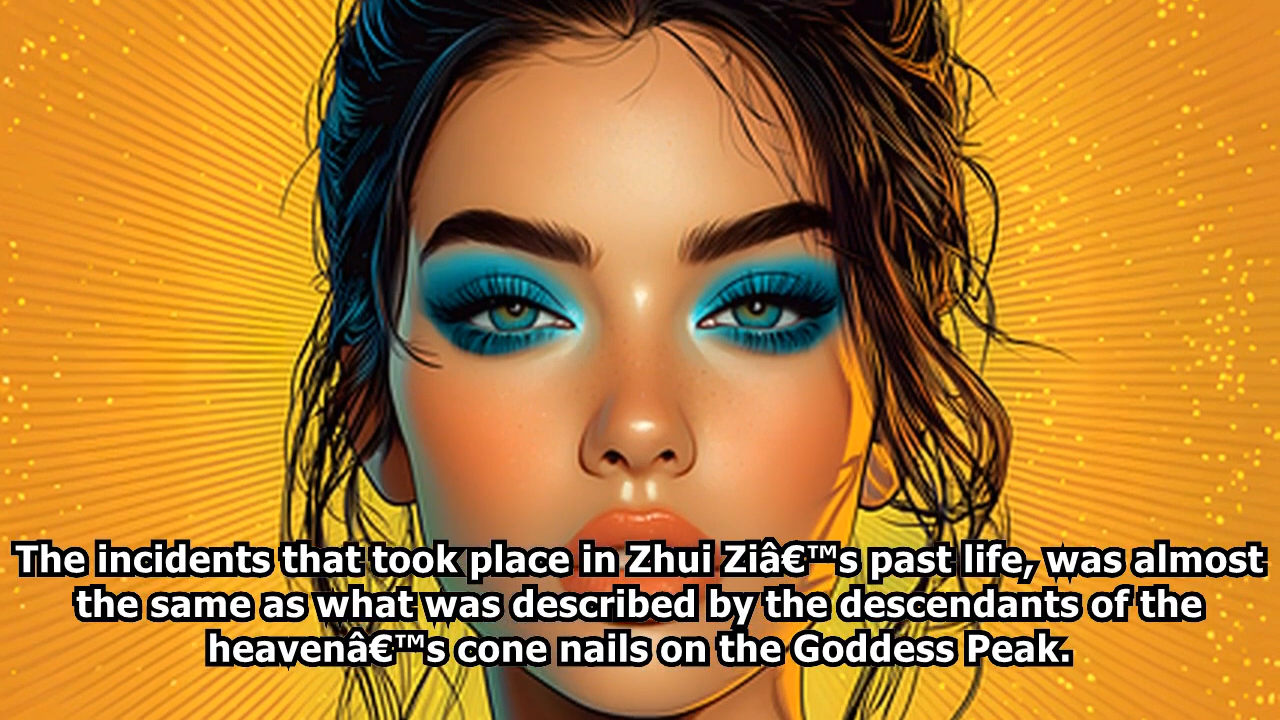 The incidents that took place in Zhui Ziâ€™s past life, was almost
the same as what was described by the descendants of the
heavenâ€™s cone nails on the Goddess Peak.